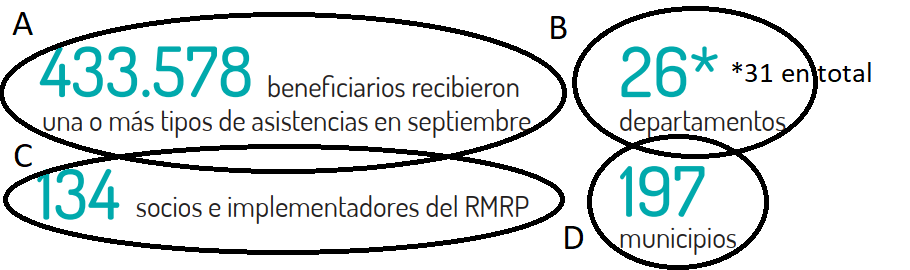 A
433.578 beneficiarios recibieron
una o más tipos de asistencias en septiembre
B
26* *31 en total
departamentos
C
134 socios e implementadores del RMRP
D
197
municipios